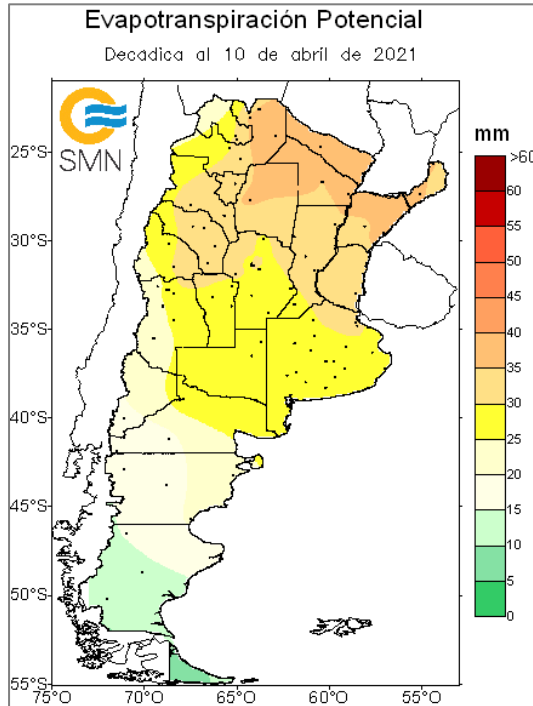 Evapotranspiración Potencial
Decádica al 10 de abril de 2021
SMN
mm
>60
60
55
50
45
40
35
30
25
20
15
10
5
0
25°S
30°S
35°S
40°S
45°S
50°S
55°S
75°O 70°O 65°O 60°O 55°O